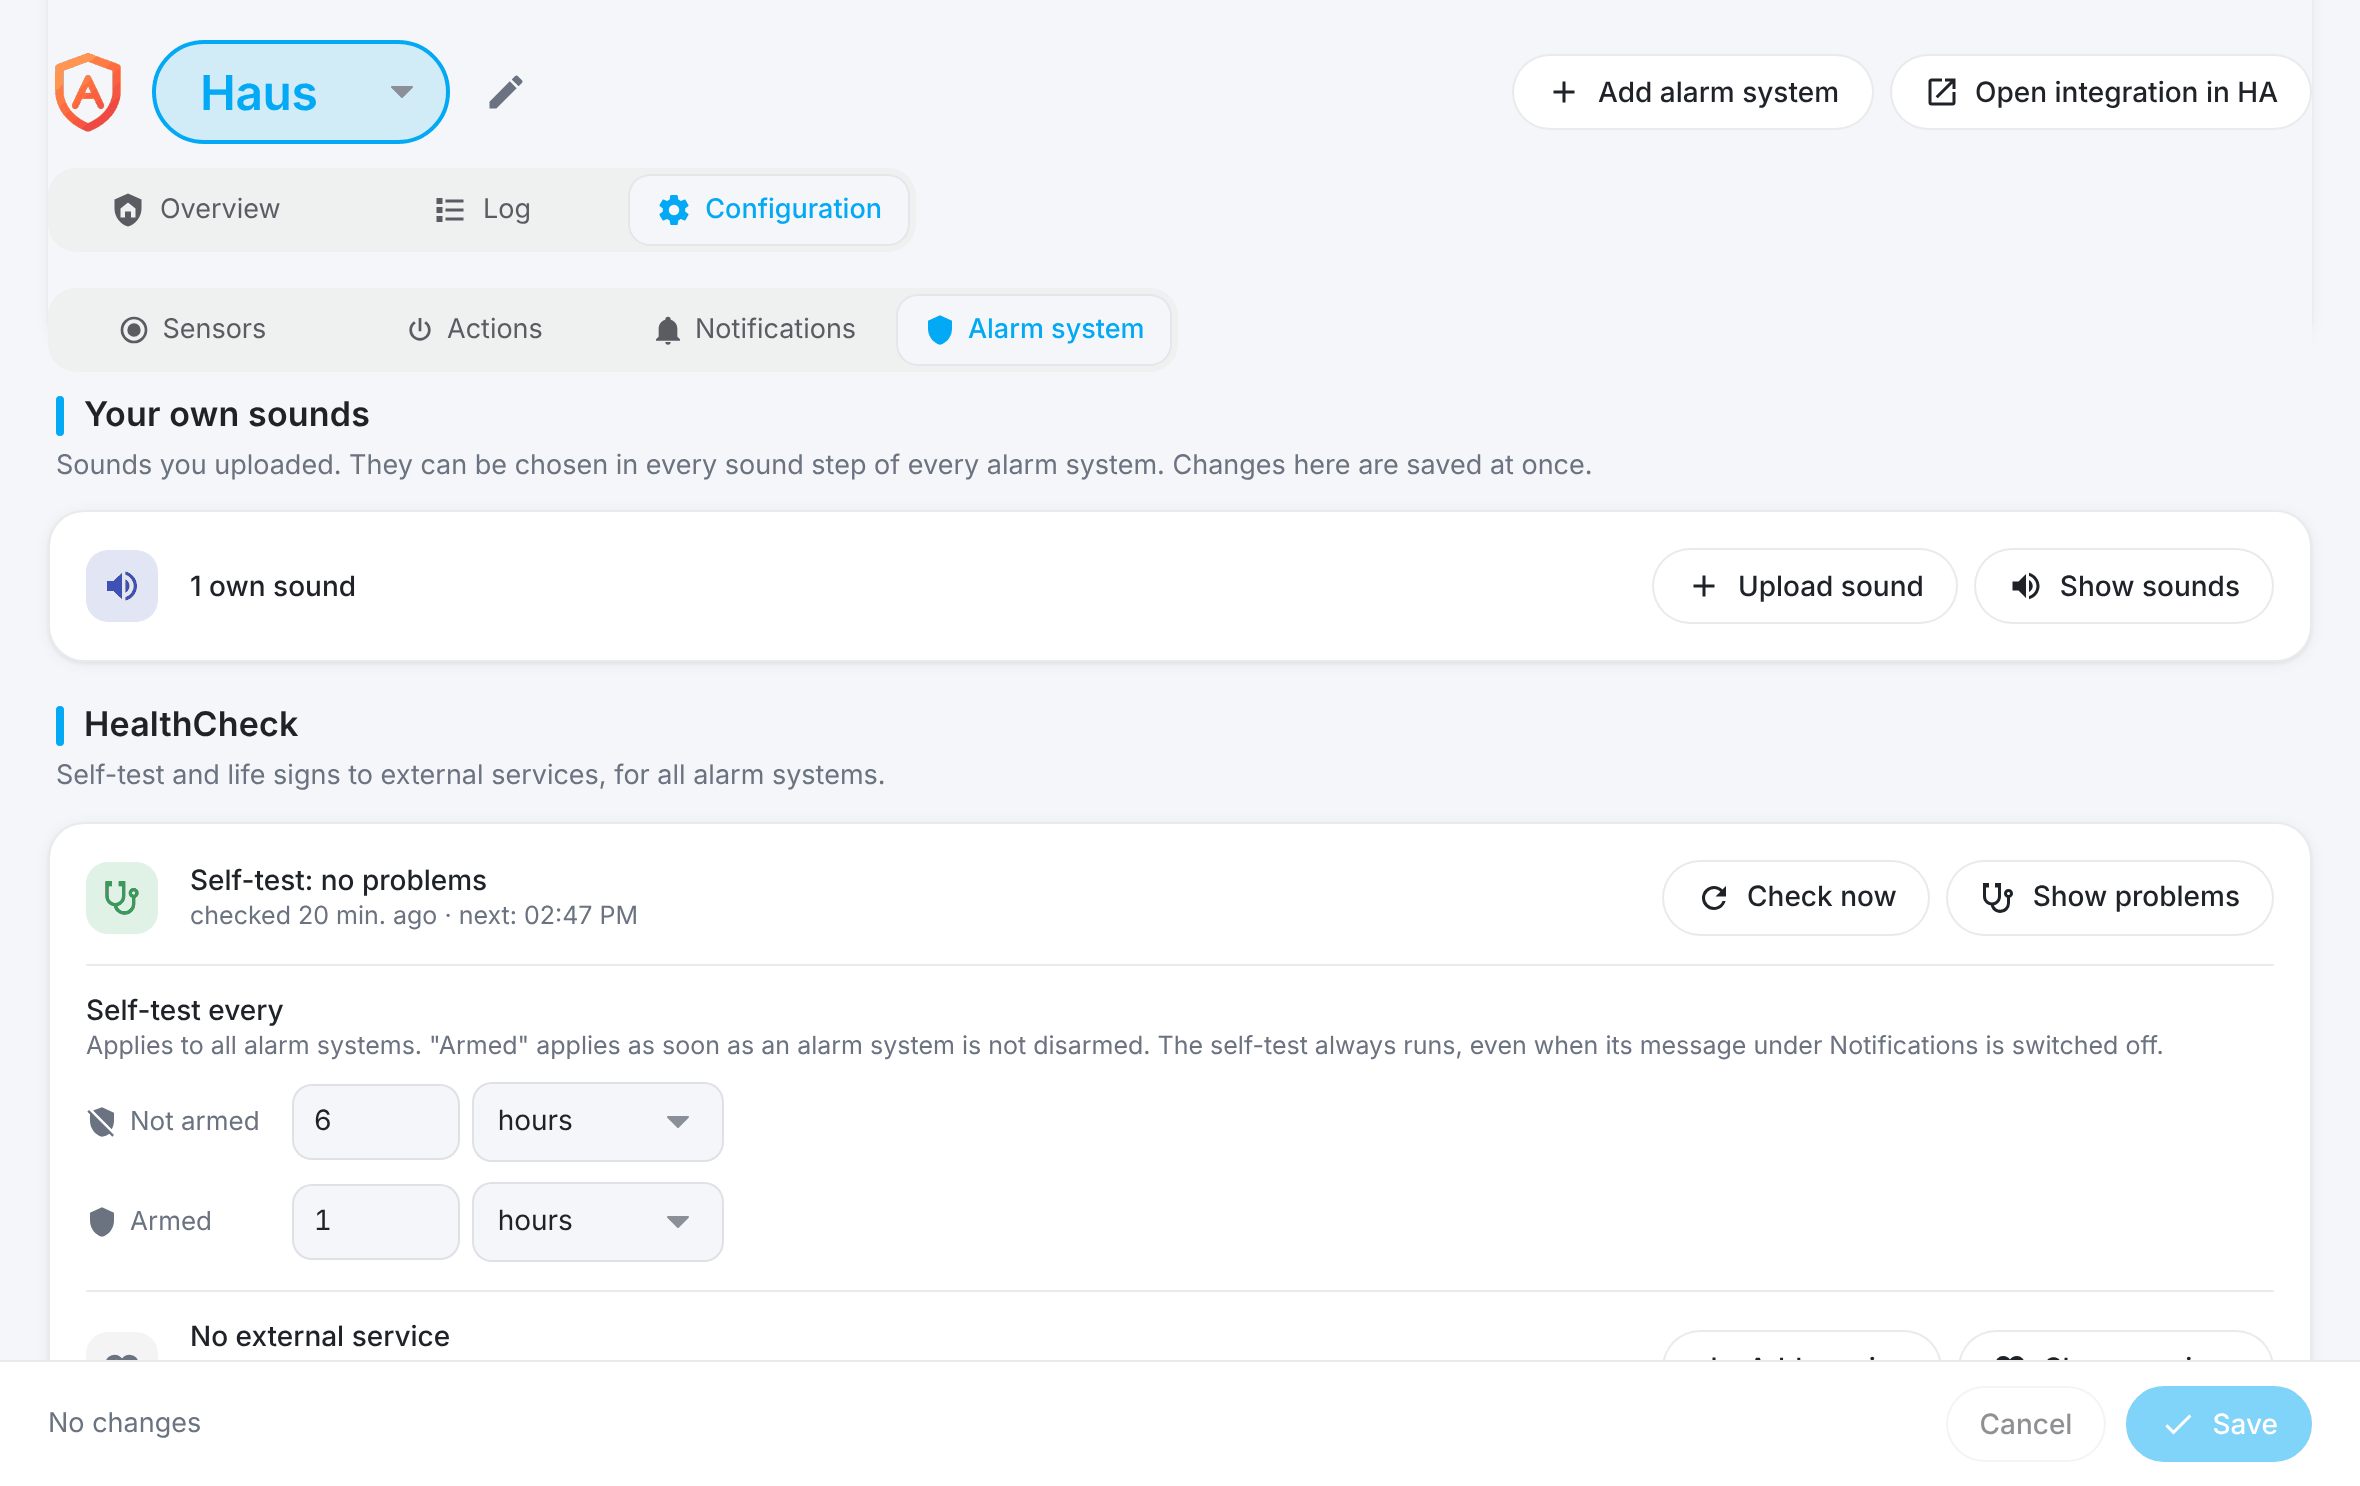 Haus
Add alarm system
Open integration in HA
Overview
Log
Configuration
Sensors
Actions
Notifications
Alarm system
Your own sounds
Sounds you uploaded. They can be chosen in every sound step of every alarm system. Changes here are saved at once.
1 own sound
Upload sound
Show sounds
HealthCheck
Self-test and life signs to external services, for all alarm systems.
Self-test: no problems
checked 20 min. ago · next: 02:47 PM
Check now
Show problems
Self-test every
Applies to all alarm systems. "Armed" applies as soon as an alarm system is not disarmed. The self-test always runs, even when its message under Notifications is switched off.
Not armed
6
hours
Armed
1
hours
No external service
No changes
Cancel
Save